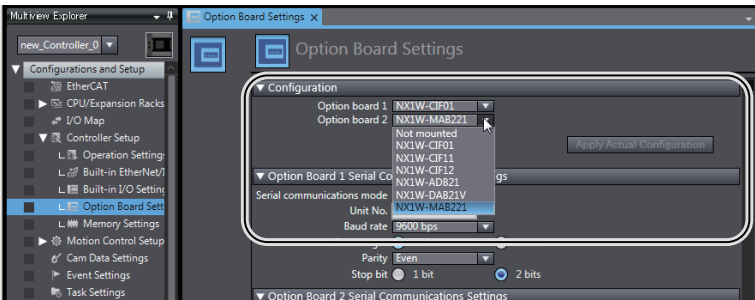 Multiview Explorer
Option Board Settings
new_Controller_0
Option Board Settings
Configurations and Setup
EtherCAT
CPU/Expansion Racks
I/O Map
Controller Setup
Operation Setting
Built-in EtherNet/I
Built-in I/O Setting
Option Board Sett
Memory Settings
Motion Control Setup
Cam Data Settings
Event Settings
Task Settings
Configuration
Option board 1 NX1W-CIF01
Option board 2 NX1W-MAB221
Not mounted
NX1W-CIF01
NX1W-CIF11
NX1W-CIF12
NX1W-ADB21
NX1W-DAB21V
NX1W-MAB221
Apply Actual Configuration
Option Board 1 Serial Co gs
Serial communications mode
Unit No.
Baud rate 9600 bps
Parity Even
Stop bit 1 bit 2 bits
Option Board 2 Serial Communications Settings